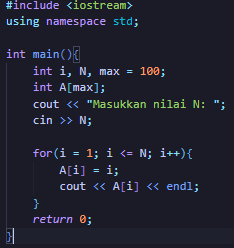 #include <iostream>
using namespace std;
int main(){
int i, N, max = 100;
int A[max];
cout << "Masukkan nilai N: ";
cin >> N;
for(i = 1; i <= N; i++){
A[i] = i;
cout << A[i] << endl;
}
return 0;
}